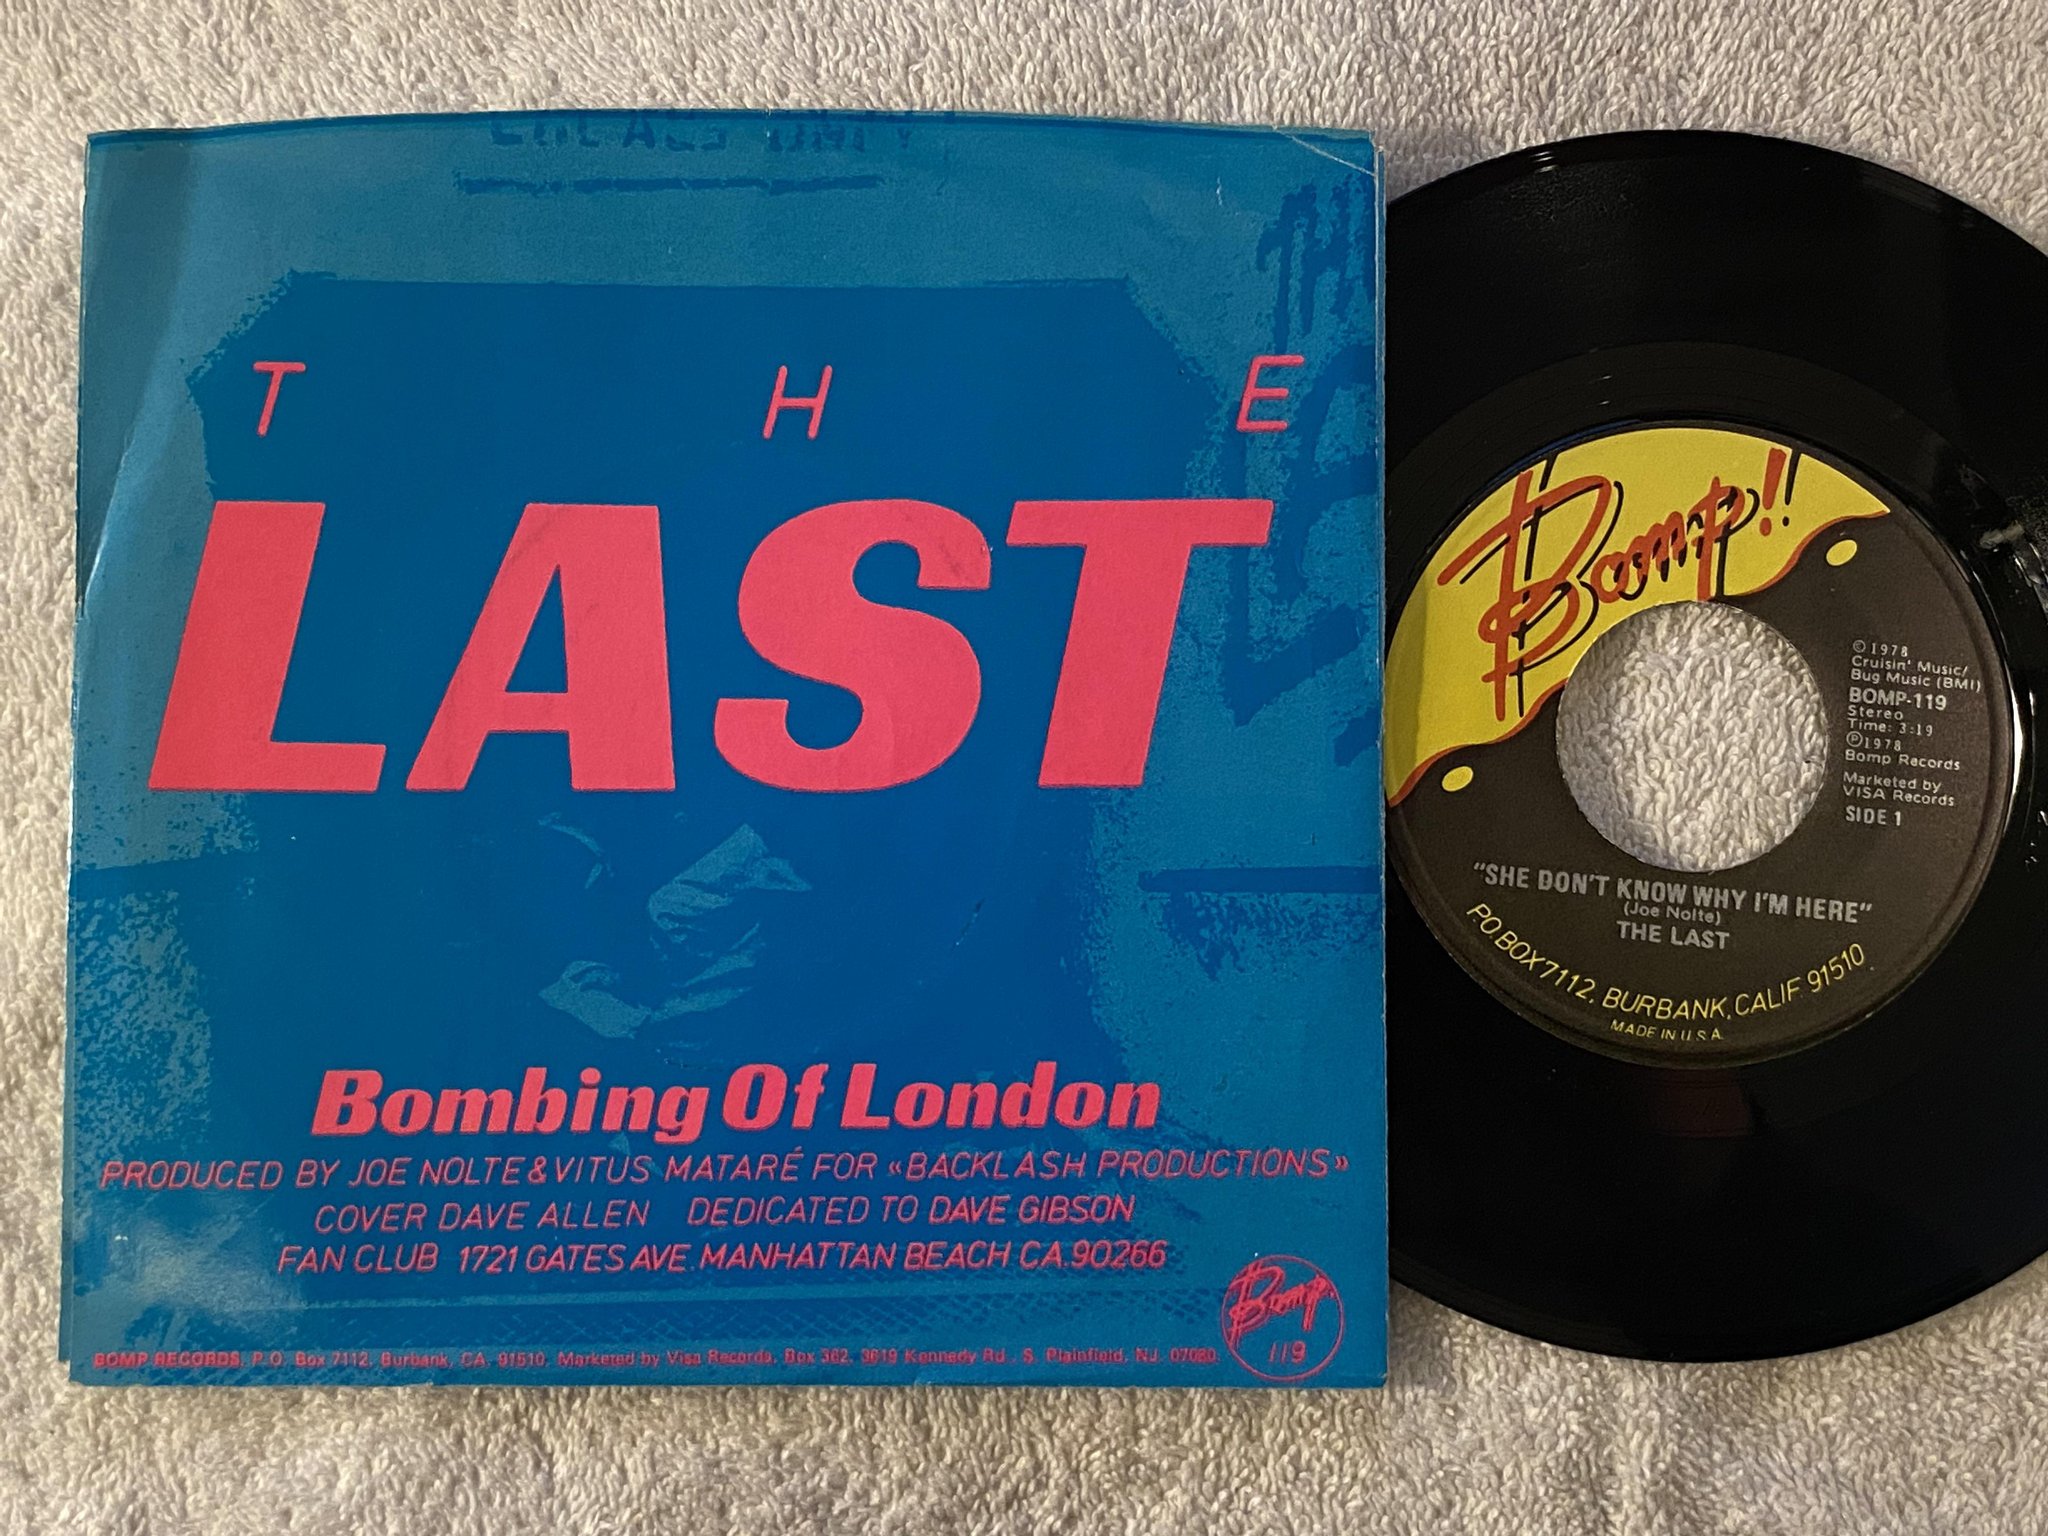 THE
LAST
Bombing Of London
PRODUCED BY JOE NOLTE & VITUS MATARÉ FOR «BACKLASH PRODUCTIONS»
COVER DAVE ALLEN DEDICATED TO DAVE GIBSON
FAN CLUB 1721 GATES AVE. MANHATTAN BEACH CA. 90266
Bomp.
119
BOMP RECORDS, P.O. Box 7112, Burbank, CA. 91510. Marketed by Visa Records, Box 362, 3619 Kennedy Rd., S. Plainfield, NJ. 07080.
Bomp!!
©1978
Cruisin' Music/
Bug Music (BMI)
BOMP-119
Stereo
Time: 3:19
℗1978
Bomp Records
Marketed by
VISA Records
SIDE 1
"SHE DON'T KNOW WHY I'M HERE"
(Joe Nolte)
THE LAST
P.O. BOX 7112, BURBANK, CALIF. 91510
MADE IN U.S.A.